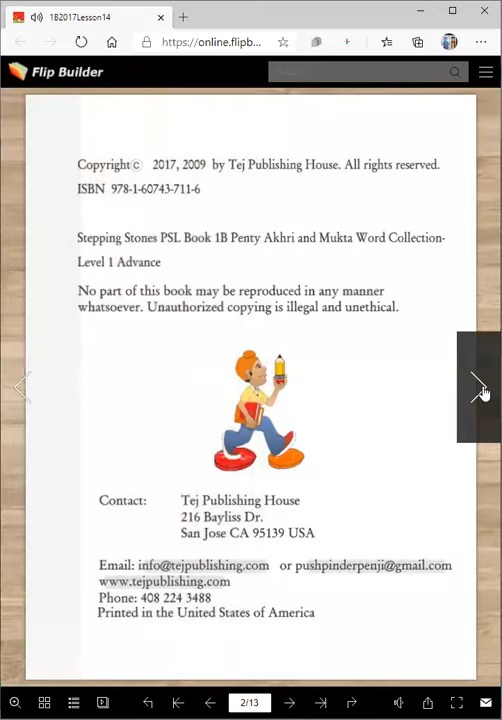 1B2017Lesson14
https://online.flipb...
Flip Builder
Copyright© 2017, 2009 by Tej Publishing House. All rights reserved.
ISBN 978-1-60743-711-6
Stepping Stones PSL Book 1B Penty Akhri and Mukta Word Collection-
Level 1 Advance
No part of this book may be reproduced in any manner
whatsoever. Unauthorized copying is illegal and unethical.
Contact: Tej Publishing House
216 Bayliss Dr.
San Jose CA 95139 USA
Email: info@tejpublishing.com or pushpinderpenji@gmail.com
www.tejpublishing.com
Phone: 408 224 3488
Printed in the United States of America
2/13